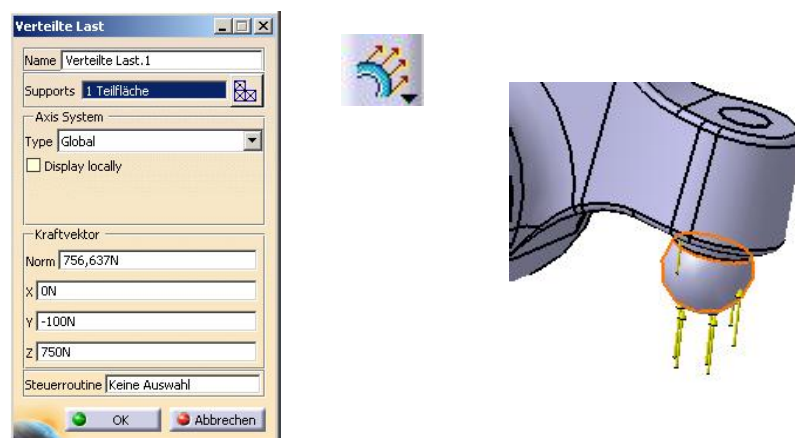 Verteilte Last
Name Verteilte Last.1
Supports 1 Teilfläche
Axis System
Type Global
Display locally
Kraftvektor
Norm 756,637N
X 0N
Y -100N
Z 750N
Steuerroutine Keine Auswahl
OK Abbrechen